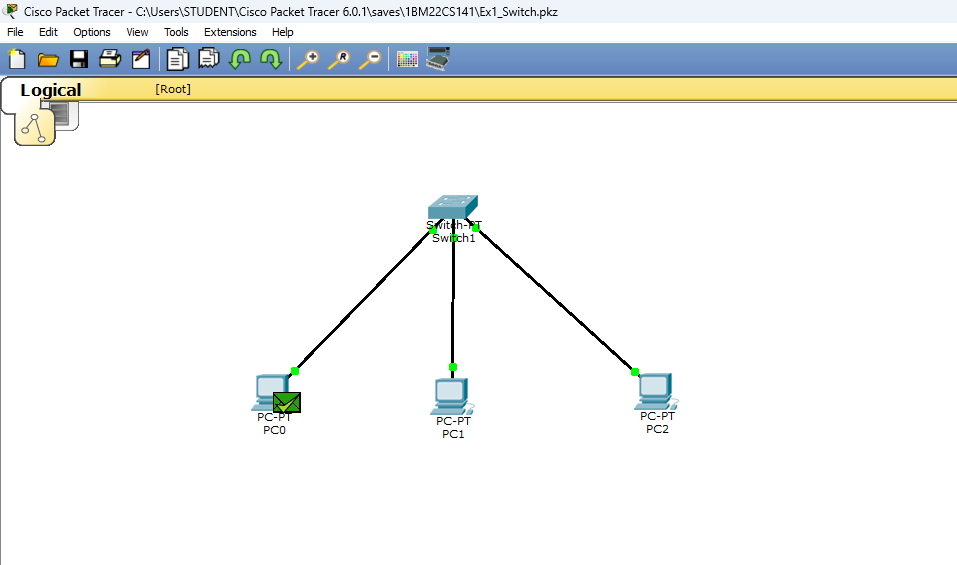 Cisco Packet Tracer - C:\Users\STUDENT\Cisco Packet Tracer 6.0.1\saves\1BM22CS141\Ex1_Switch.pkz
File Edit Options View Tools Extensions Help
R
Logical [Root]
Switch-PT
Switch1
PC-PT
PC0
PC-PT
PC1
PC-PT
PC2